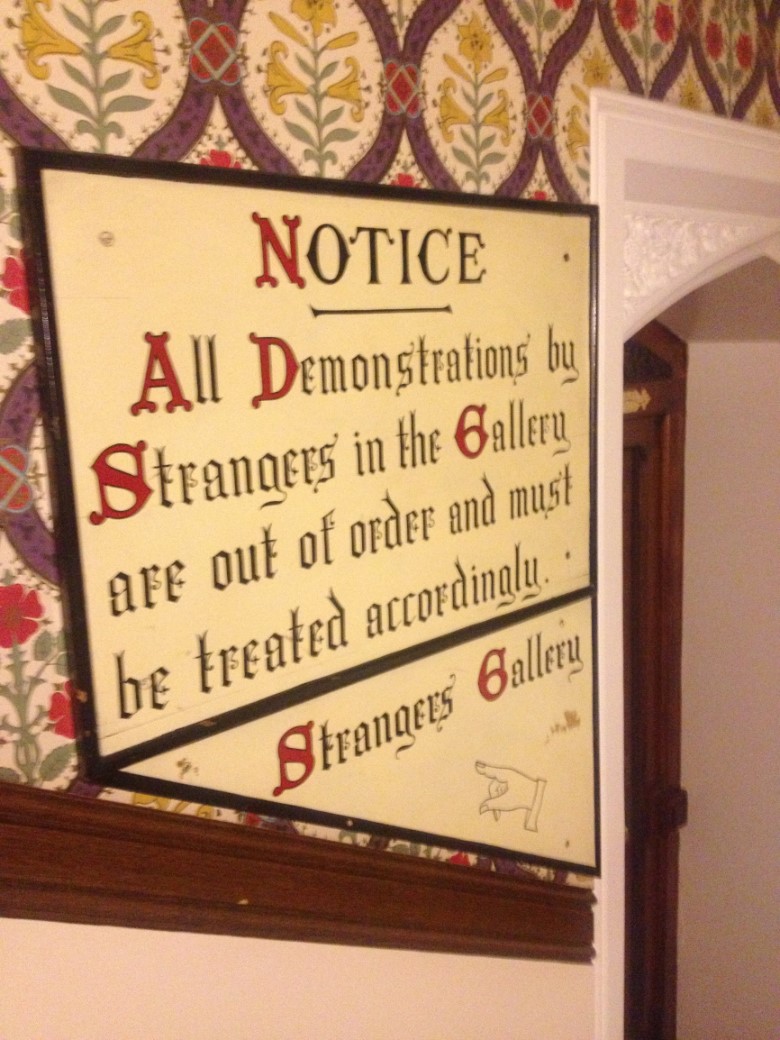 NOTICE
All Demonstrations by
Strangers in the Gallery
are out of order and must
be treated accordingly.
Strangers Gallery